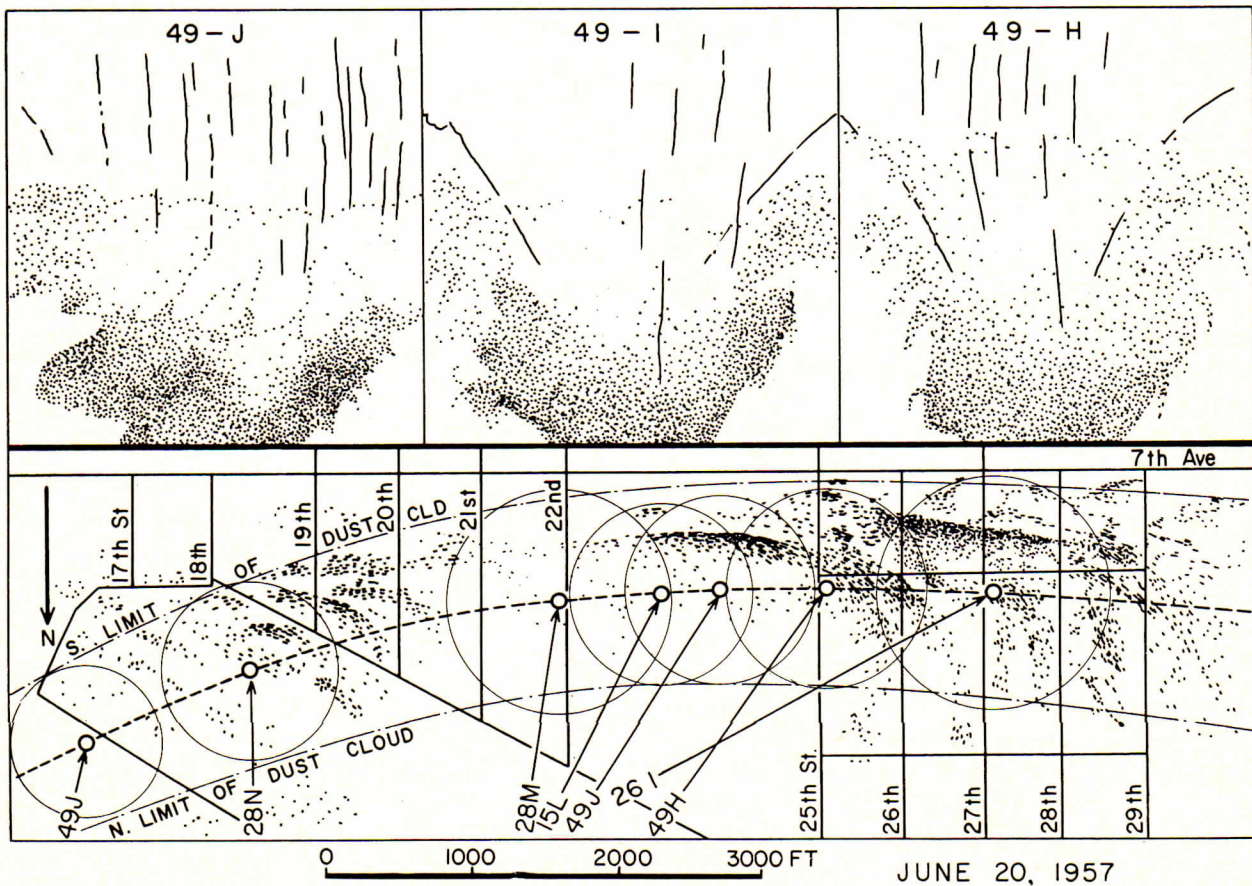 49-J
49-I
49-H
7th Ave
17th St
18th
19th
20th
21st
22nd
S. LIMIT OF DUST CLD
N
N. LIMIT OF DUST CLOUD
49J
28N
28M
15L
49J
26 I
49H
25th St.
26th
27th
28th
29th
0 1000 2000 3000 FT
JUNE 20, 1957